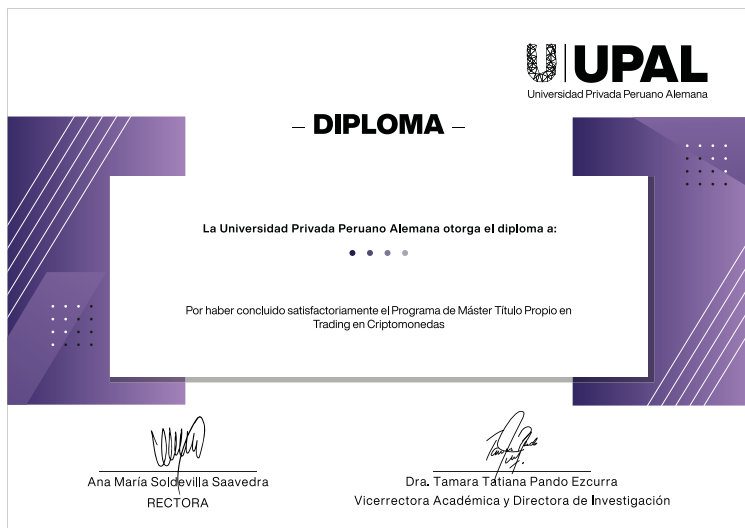 UPAL
Universidad Privada Peruano Alemana
– DIPLOMA –
La Universidad Privada Peruano Alemana otorga el diploma a:
Por haber concluido satisfactoriamente el Programa de Máster Título Propio en
Trading en Criptomonedas
Ana María Soldevilla Saavedra
RECTORA
Dra. Tamara Tatiana Pando Ezcurra
Vicerrectora Académica y Directora de Investigación